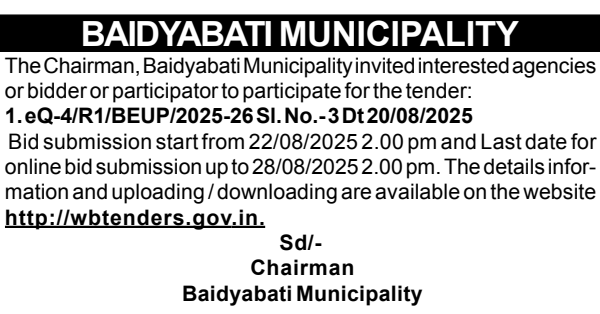 BAIDYABATI MUNICIPALITY
The Chairman, Baidyabati Municipality invited interested agencies
or bidder or participator to participate for the tender:
1. eQ-4/R1/BEUP/2025-26 Sl. No.- 3 Dt 20/08/2025
Bid submission start from 22/08/2025 2.00 pm and Last date for
online bid submission up to 28/08/2025 2.00 pm. The details infor-
mation and uploading / downloading are available on the website
http://wbtenders.gov.in.
Sd/-
Chairman
Baidyabati Municipality